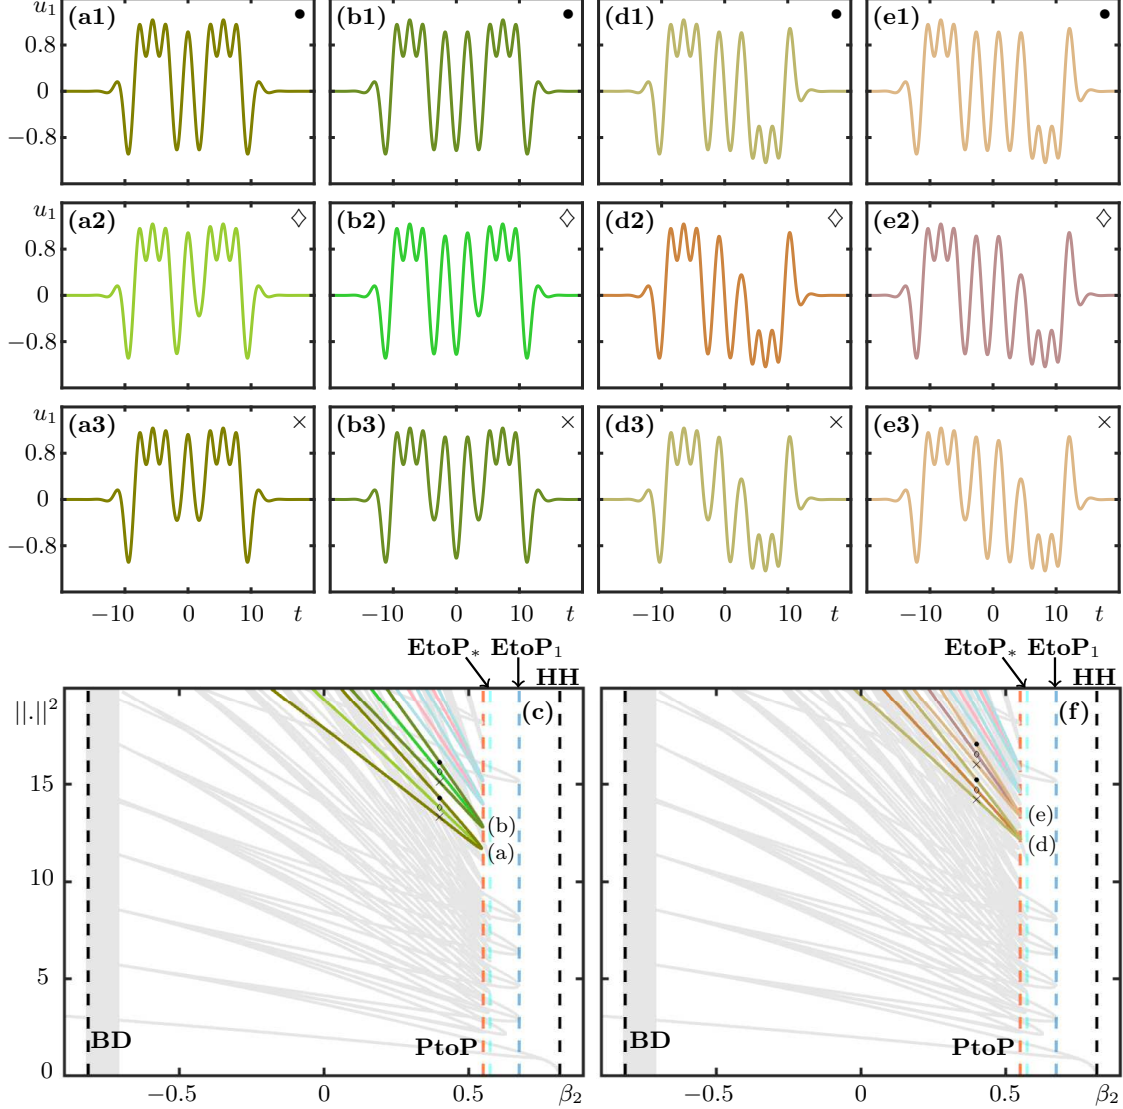 u₁ (a1) • (b1) • (d1) • (e1) •
0.8
0
−0.8
u₁ (a2) ◇ (b2) ◇ (d2) ◇ (e2) ◇
0.8
0
−0.8
u₁ (a3) × (b3) × (d3) × (e3) ×
0.8
0
−0.8
−10 0 10 t −10 0 10 −10 0 10 −10 0 10 t
EtoP* EtoP₁ EtoP* EtoP₁
HH HH
||.||² (c) (f)
15
(b) (e)
(a) (d)
10
5
BD PtoP BD PtoP
0
−0.5 0 0.5 β₂ −0.5 0 0.5 β₂